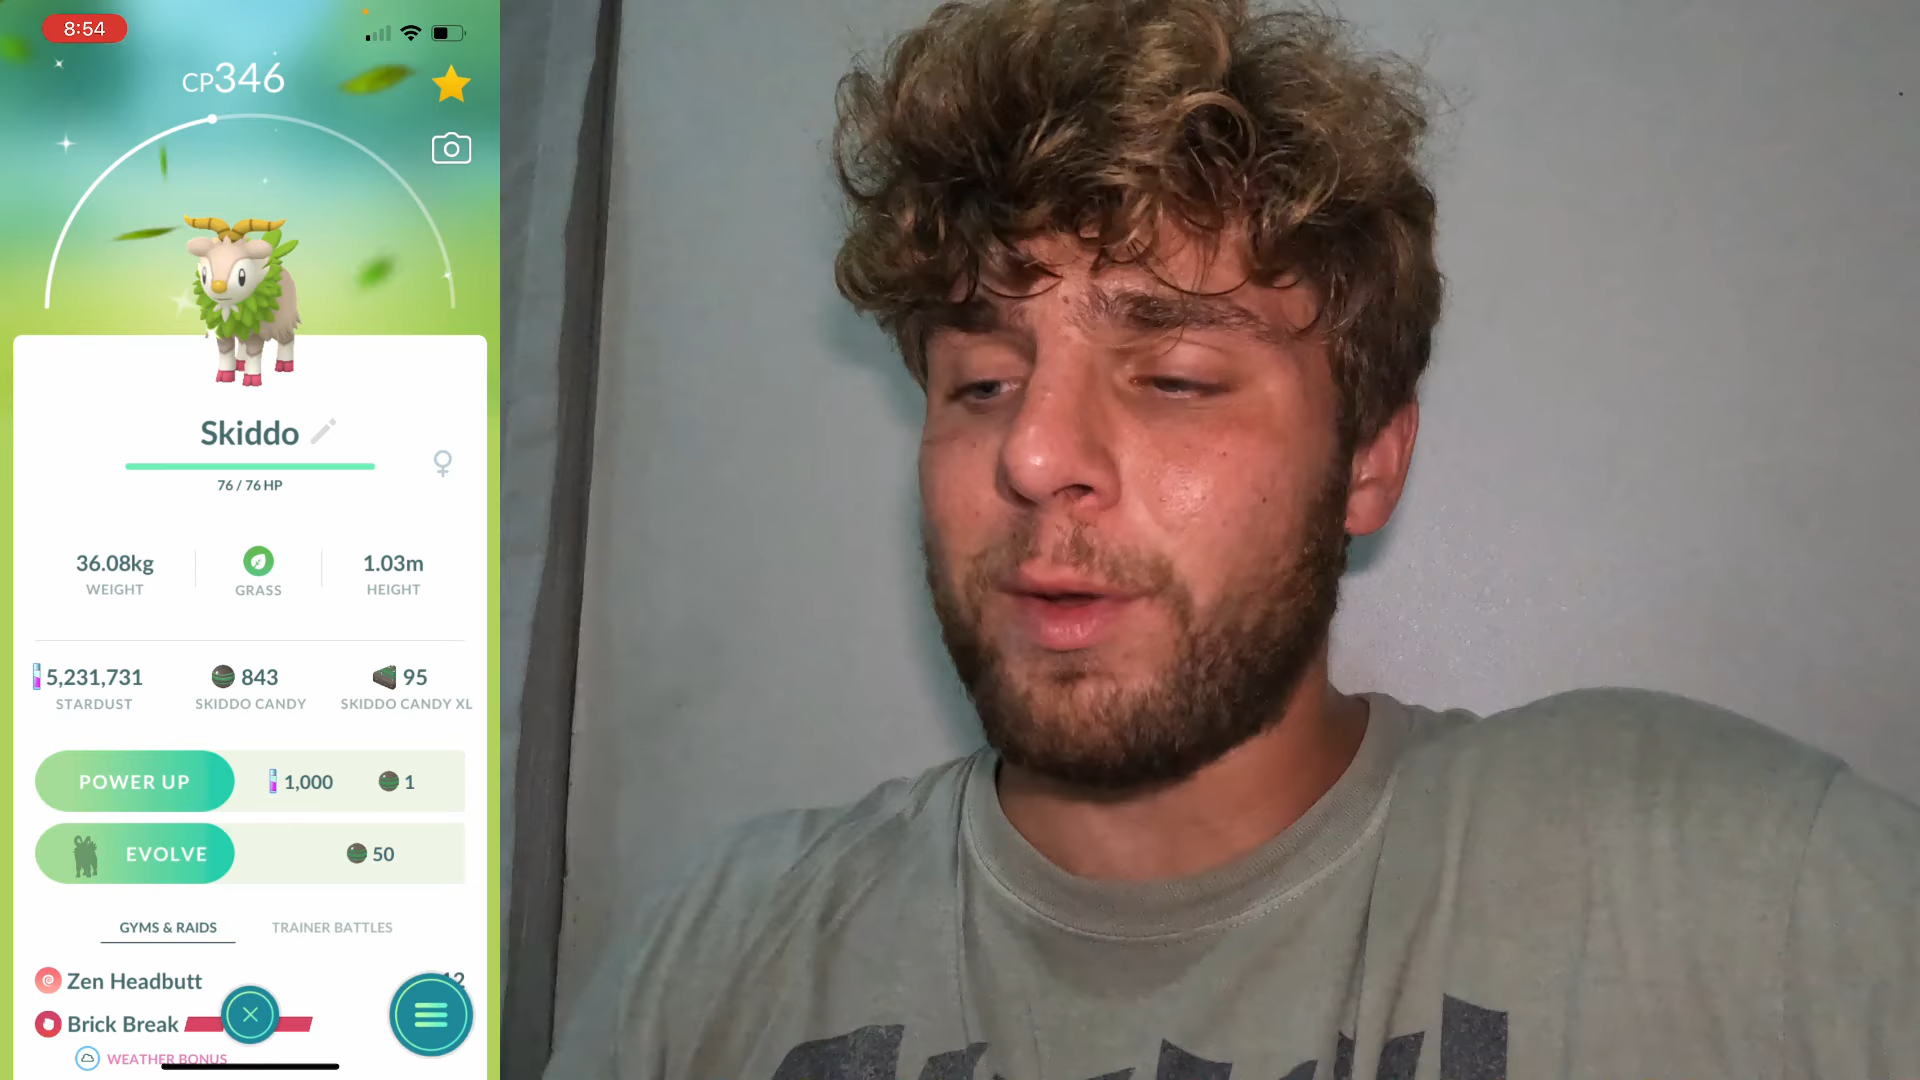 8:54
CP346
Skiddo
76 / 76 HP
36.08kg
WEIGHT
GRASS
1.03m
HEIGHT
5,231,731
STARDUST
843
SKIDDO CANDY
95
SKIDDO CANDY XL
POWER UP
1,000
1
EVOLVE
50
GYMS & RAIDS
TRAINER BATTLES
Zen Headbutt
12
Brick Break
WEATHER BONUS